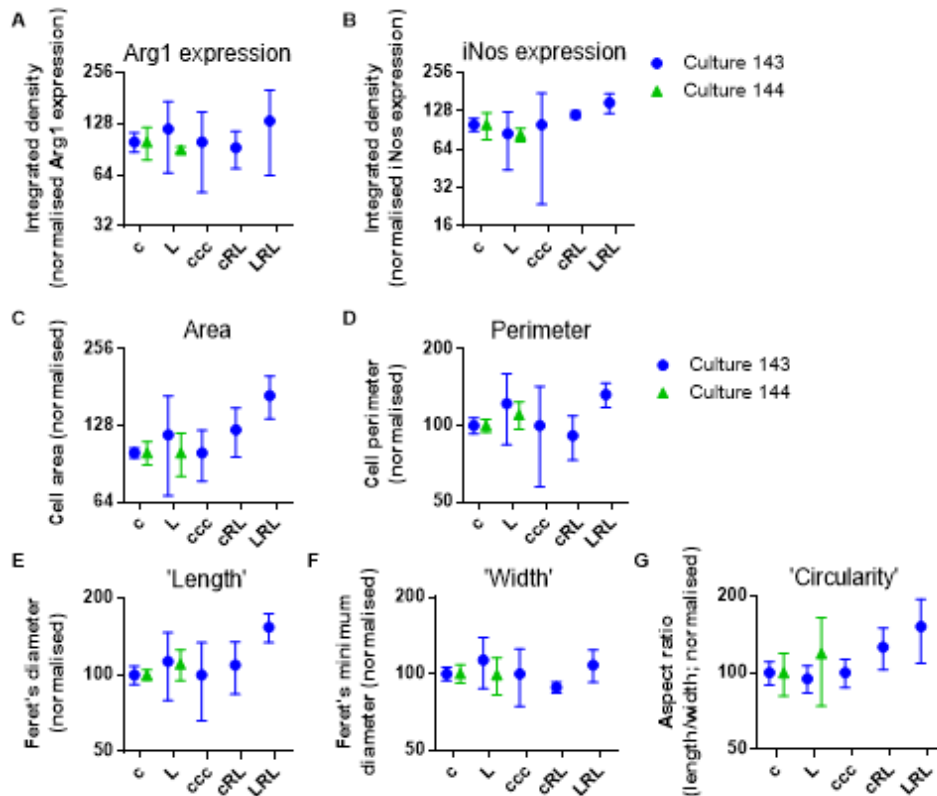 A
Arg1 expression
Integrated density
(normalised Arg1 expression)
256
128
64
32
c
L
ccc
cRL
LRL
B
iNos expression
Integrated density
(normalised iNos expression)
256
128
64
32
16
c
L
ccc
cRL
LRL
Culture 143
Culture 144
C
Area
Cell area (normalised)
256
128
64
c
L
ccc
cRL
LRL
D
Perimeter
Cell perimeter
(normalised)
200
100
50
c
L
ccc
cRL
LRL
Culture 143
Culture 144
E
'Length'
Feret's diameter
(normalised)
200
100
50
c
L
ccc
cRL
LRL
F
'Width'
Feret's minimum
diameter (normalised)
200
100
50
c
L
ccc
cRL
LRL
G
'Circularity'
Aspect ratio
(length/width; normalised)
200
100
50
c
L
ccc
cRL
LRL